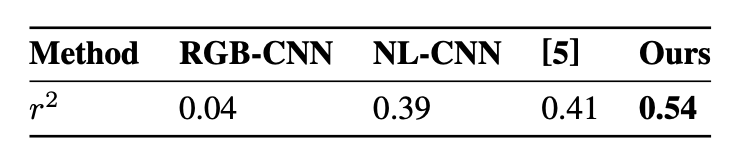 Method RGB-CNN NL-CNN [5] Ours
r² 0.04 0.39 0.41 0.54